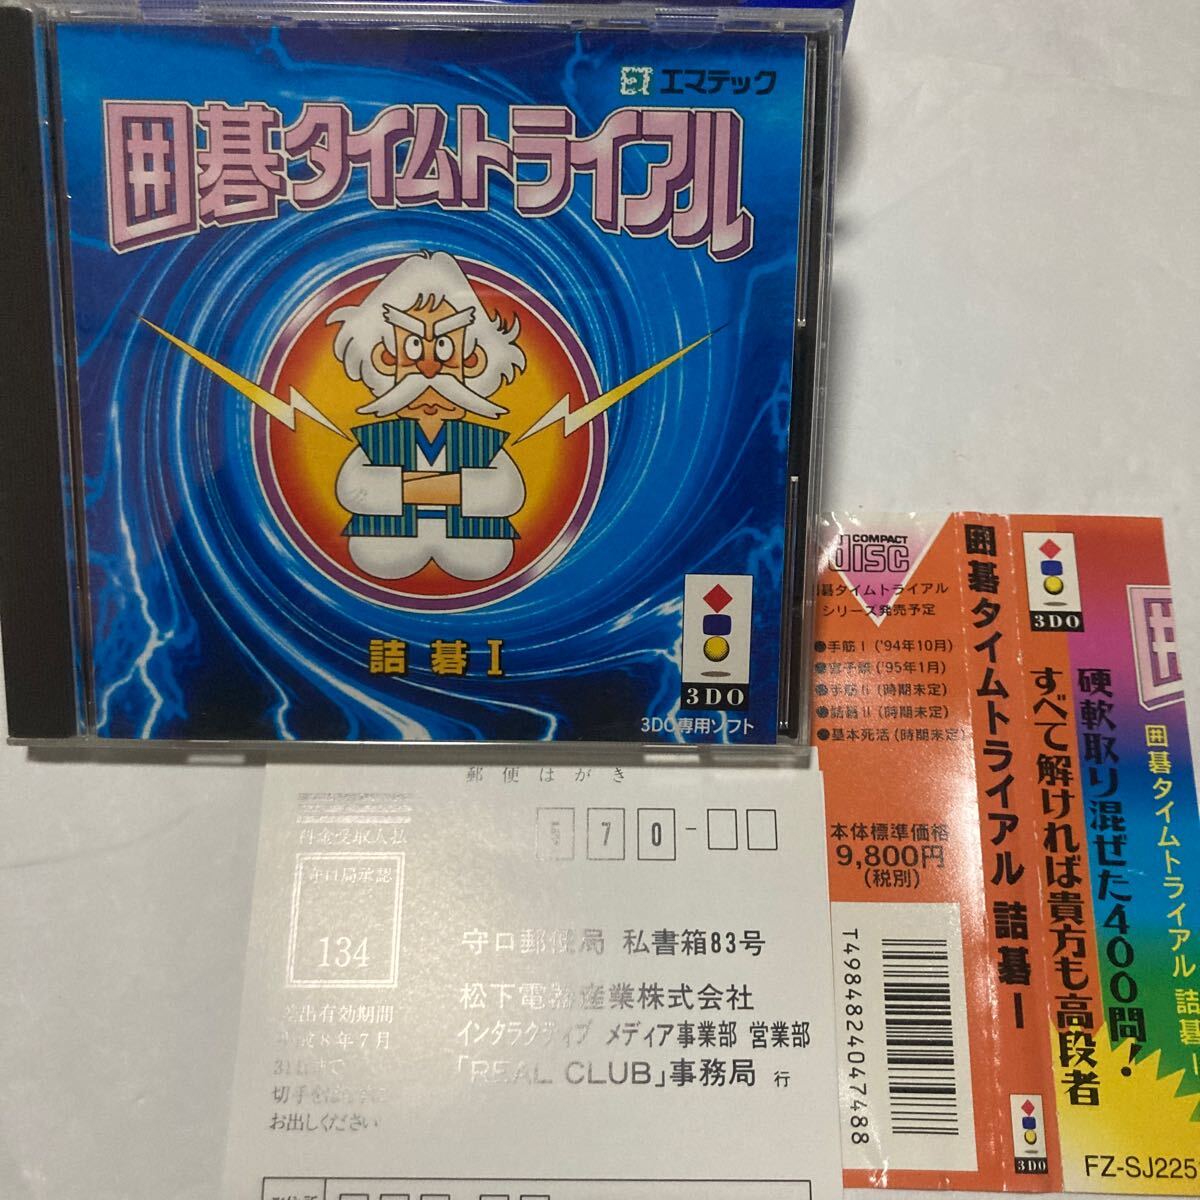 エマテック
囲碁タイムトライアル
詰碁I
3DO
3DO専用ソフト
郵便はがき
料金受取人払
守口局承認
134
差出有効期間
平成8年7月
31日まで
切手を
お出しください
570-
守口郵便局 私書箱83号
松下電器産業株式会社
インタラクティブ メディア事業部 営業部
「REAL CLUB」事務局 行
COMPACT
disc
囲碁タイムトライアル
シリーズ発売予定
●手筋I('94年10月)
('95年1月)
●手筋II(時期未定)
●詰碁II(時期未定)
●基本死活(時期未定)
本体標準価格
9,800円
(税別)
T4984824047488
囲碁タイムトライアル 詰碁I
3DO
3DO
硬軟取り混ぜた400問!
すべて解ければ貴方も高段者
囲碁タイムトライアル 詰碁I
囲
FZ-SJ225